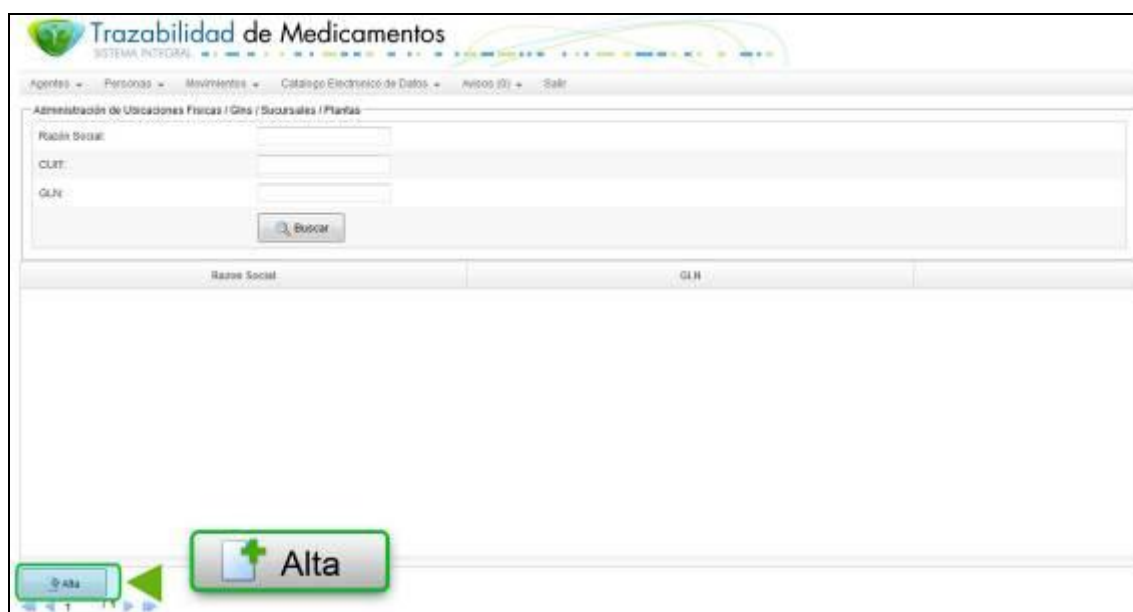 Trazabilidad de Medicamentos
SISTEMA INTEGRAL
Agentes Personas Movimientos Catalogo Electronico de Datos Avisos (0) Salir
Administración de Ubicaciones Fisicas / Glns / Sucursales / Plantas
Razón Social:
CUIT:
GLN:
Buscar
Razon Social GLN
Alta
Alta
1